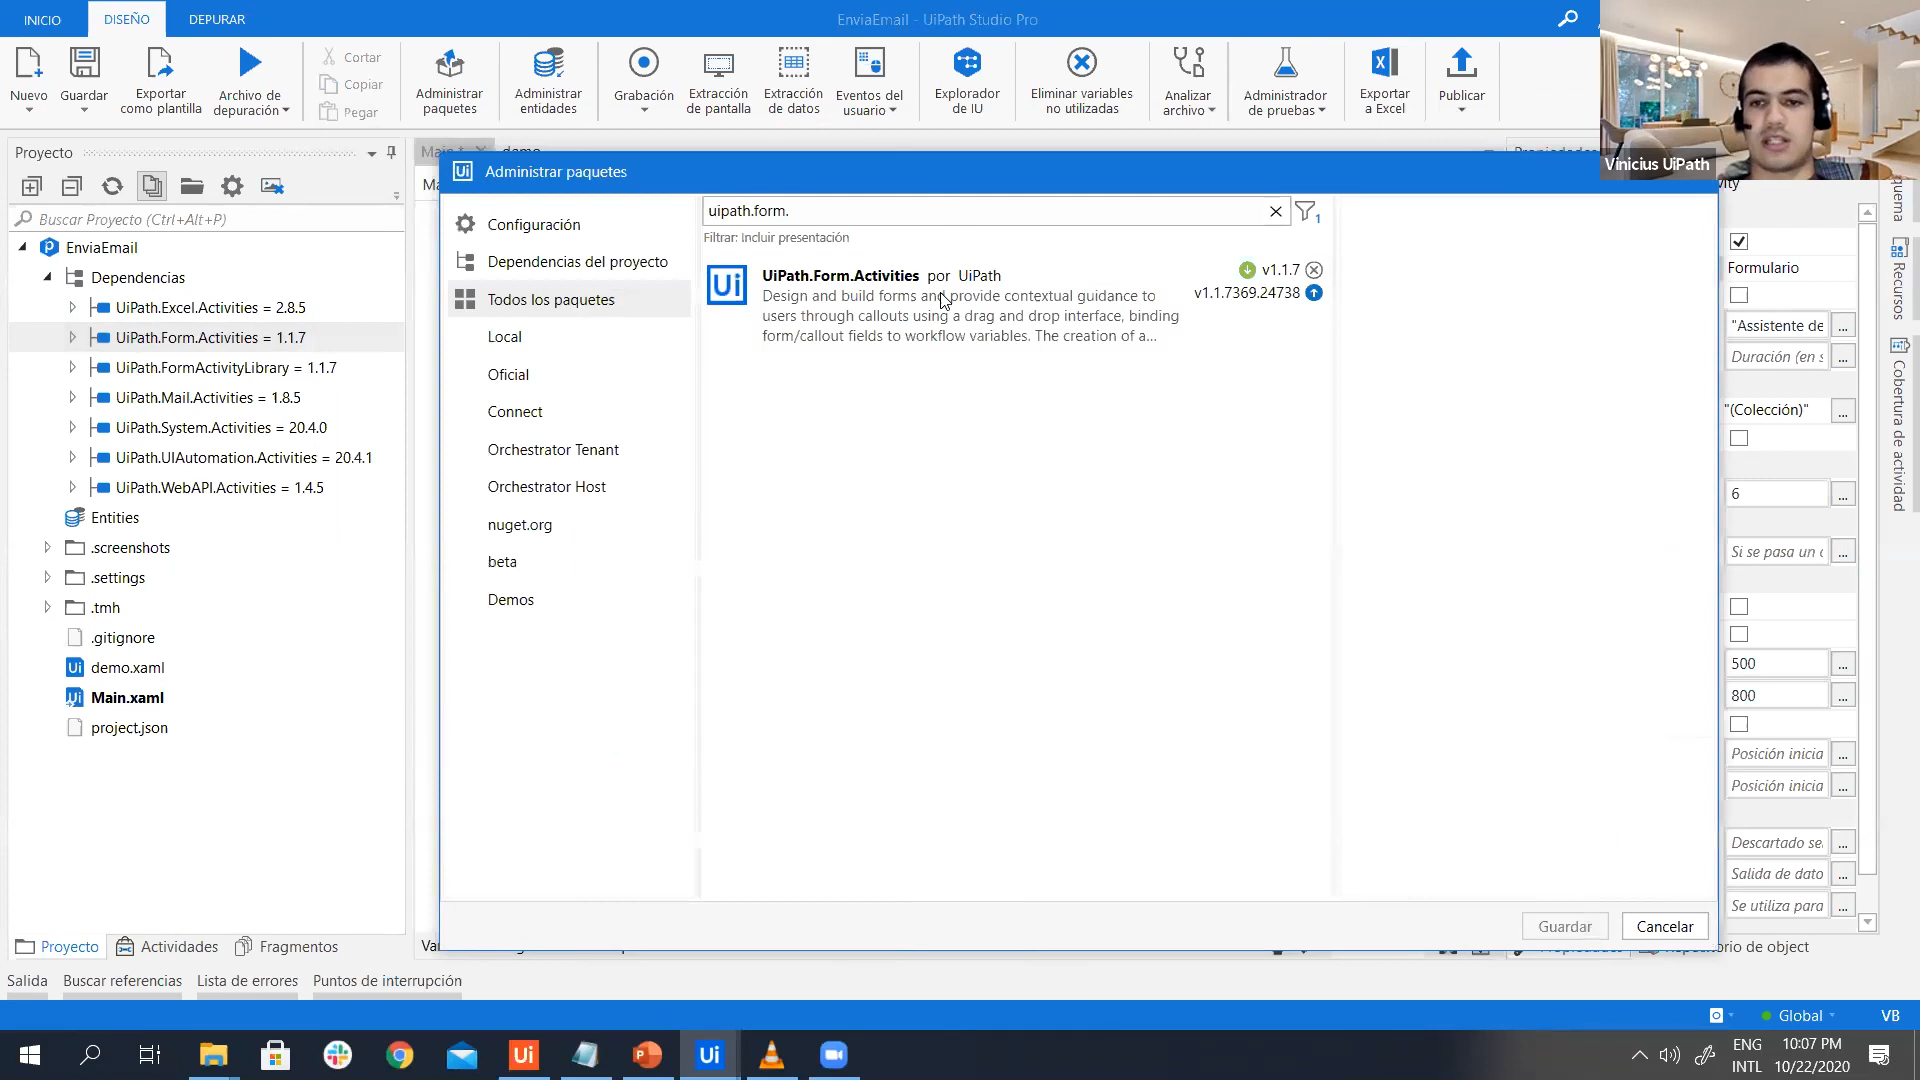 INICIO
DISEÑO
DEPURAR
EnviaEmail - UiPath Studio Pro
Nuevo
Guardar
Exportar
como plantilla
Archivo de
depuración
Cortar
Copiar
Pegar
Administrar
paquetes
Administrar
entidades
Grabación
Extracción
de pantalla
Extracción
de datos
Eventos del
usuario
Explorador
de IU
Eliminar variables
no utilizadas
Analizar
archivo
Administrador
de pruebas
Exportar
a Excel
Publicar
Vinicius UiPath
Proyecto
Buscar Proyecto (Ctrl+Alt+P)
EnviaEmail
Dependencias
UiPath.Excel.Activities = 2.8.5
UiPath.Form.Activities = 1.1.7
UiPath.FormActivityLibrary = 1.1.7
UiPath.Mail.Activities = 1.8.5
UiPath.System.Activities = 20.4.0
UiPath.UIAutomation.Activities = 20.4.1
UiPath.WebAPI.Activities = 1.4.5
Entities
.screenshots
.settings
.tmh
.gitignore
demo.xaml
Main.xaml
project.json
Proyecto
Actividades
Fragmentos
Ui
Administrar paquetes
Configuración
Dependencias del proyecto
Todos los paquetes
Local
Oficial
Connect
Orchestrator Tenant
Orchestrator Host
nuget.org
beta
Demos
uipath.form.
1
Filtrar: Incluir presentación
Ui
UiPath.Form.Activities por UiPath
v1.1.7
v1.1.7369.24738
Design and build forms and provide contextual guidance to
users through callouts using a drag and drop interface, binding
form/callout fields to workflow variables. The creation of a...
Guardar
Cancelar
Formulario
"Assistente de
Duración (en s
"(Colección)"
6
Si se pasa un
500
800
Posición inicia
Posición inicia
Descartado se
Salida de dato
Se utiliza para
Recursos
Cobertura de actividad
Salida
Buscar referencias
Lista de errores
Puntos de interrupción
Global
VB
ENG
INTL
10:07 PM
10/22/2020